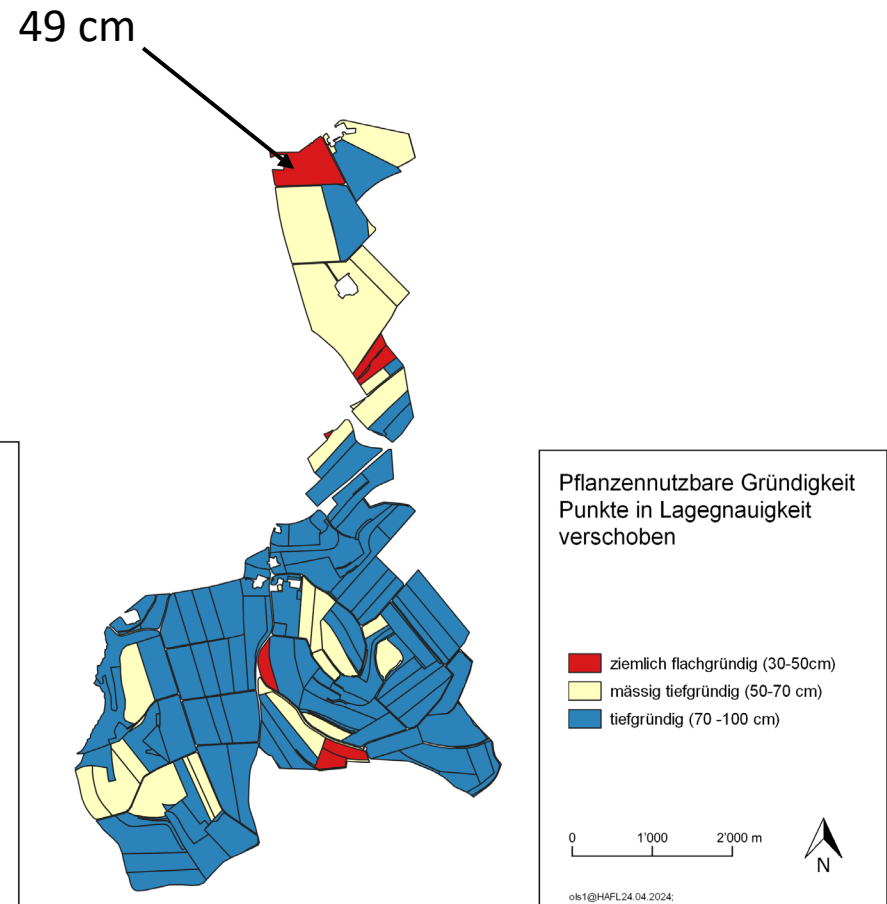 49 cm
Pflanzennutzbare Gründigkeit
Punkte in Lagegnauigkeit
verschoben
ziemlich flachgründig (30-50cm)
mässig tiefgründig (50-70 cm)
tiefgründig (70 -100 cm)
0 1'000 2'000 m
N
ols1@HAFL24.04.2024;